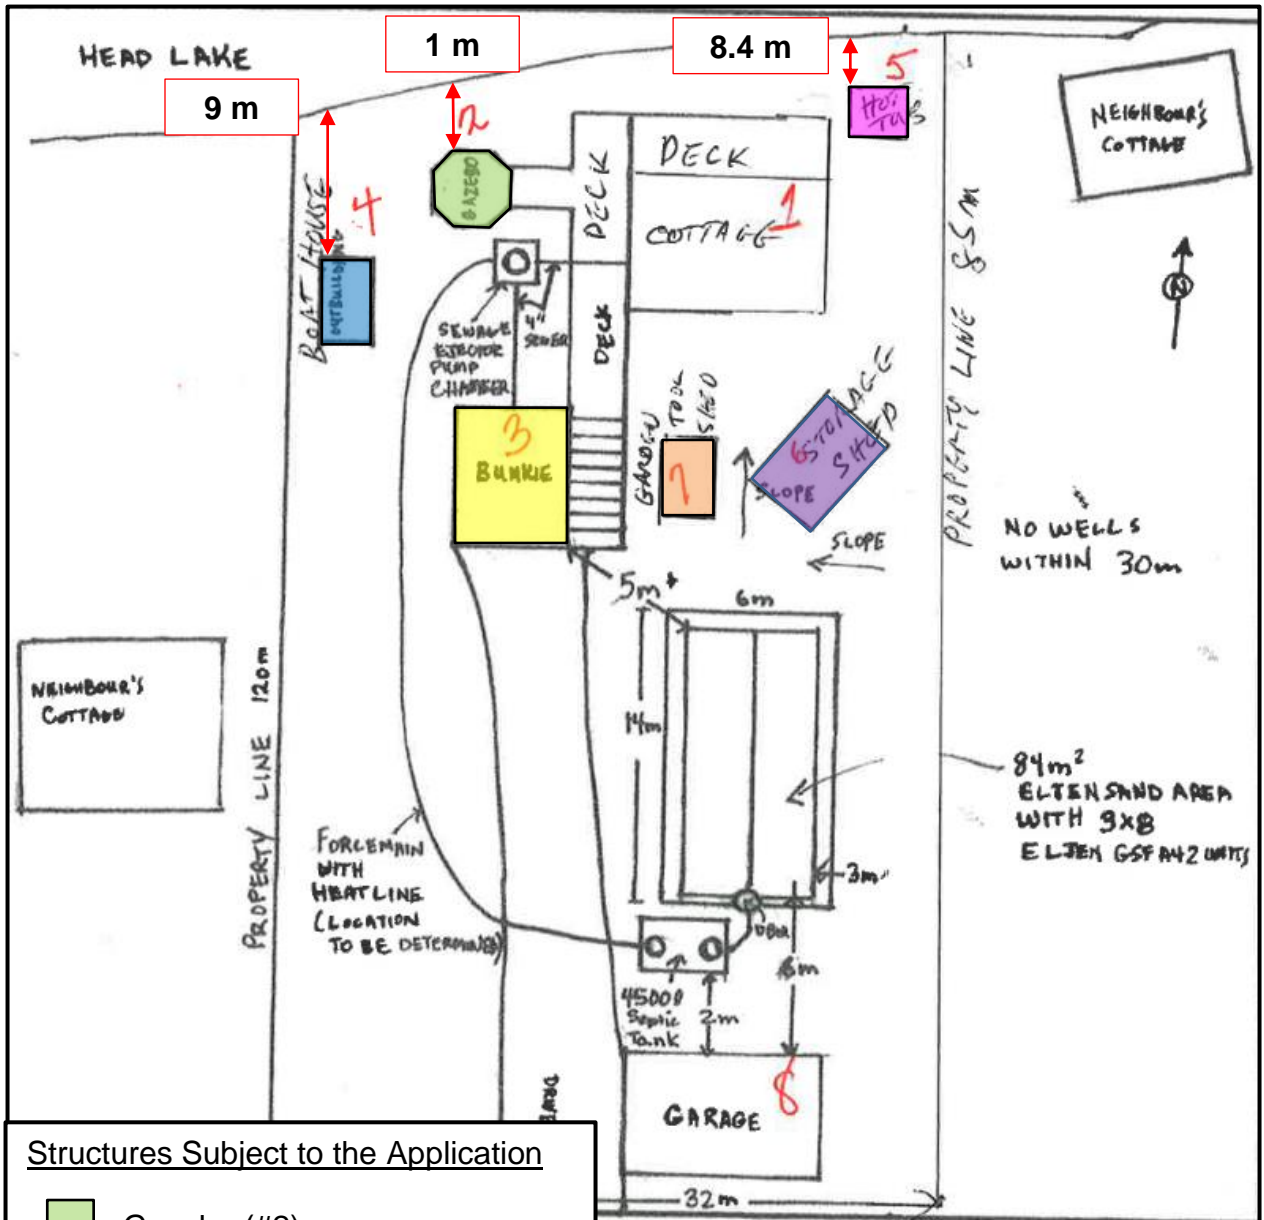 HEAD LAKE
1 m
8.4 m
9 m
5
HOT
TUB
NEIGHBOUR'S
COTTAGE
2
GAZEBO
DECK
DECK
1
COTTAGE
BOAT HOUSE
4
OUTBUILDING
N
PROPERTY LINE 85m
SEWAGE
EJECTOR
PUMP
CHAMBER
4"
SEWER
DECK
3
BUNKIE
GARDEN
TOOL
SHED
7
6
STORAGE
SHED
SLOPE
SLOPE
NO WELLS
WITHIN 30m
5m+
6m
14m
NEIGHBOUR'S
COTTAGE
PROPERTY LINE 120m
84m²
ELJEN SAND AREA
WITH 3X8
ELJEN GSF A42 UNITS
3m
FORCEMAIN
WITH
HEATLINE
(LOCATION
TO BE DETERMINED)
DBOX
4500l
Septic
Tank
2m
6m
8
GARAGE
32m
Structures Subject to the Application